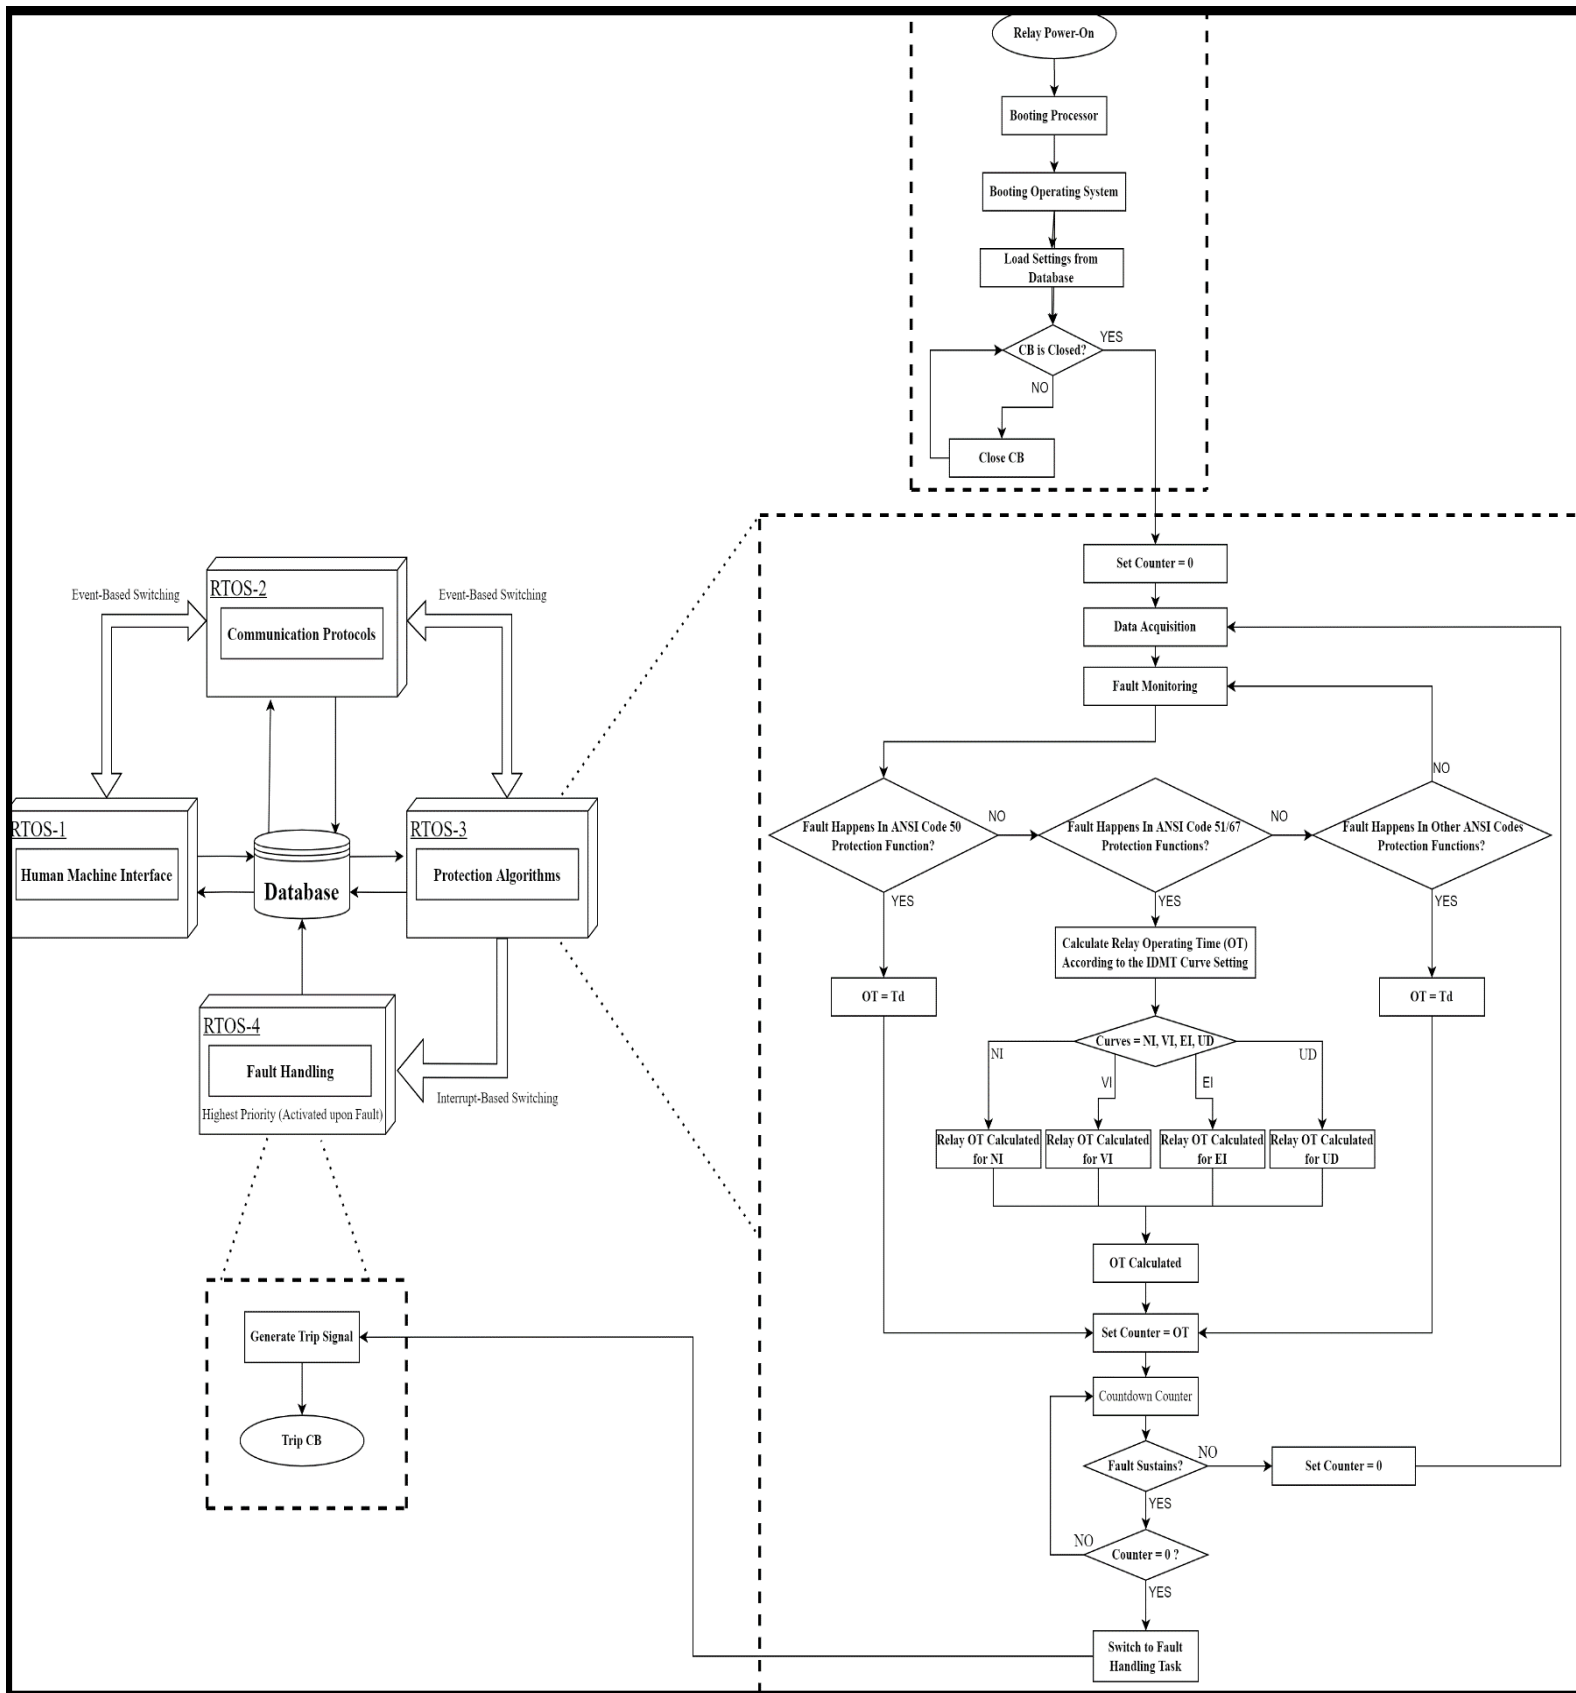 Relay Power-On
Booting Processor
Booting Operating System
Load Settings from
Database
CB is Closed?
YES
NO
Close CB
Set Counter = 0
Data Acquisition
Fault Monitoring
NO
Fault Happens In ANSI Code 50
Protection Function?
NO
Fault Happens In ANSI Code 51/67
Protection Functions?
NO
Fault Happens In Other ANSI Codes
Protection Functions?
YES
YES
YES
Calculate Relay Operating Time (OT)
According to the IDMT Curve Setting
OT = Td
OT = Td
Curves = NI, VI, EI, UD
NI
VI
EI
UD
Relay OT Calculated
for NI
Relay OT Calculated
for VI
Relay OT Calculated
for EI
Relay OT Calculated
for UD
OT Calculated
Set Counter = OT
Countdown Counter
Fault Sustains?
NO
Set Counter = 0
YES
NO
Counter = 0 ?
YES
Switch to Fault
Handling Task
Event-Based Switching
RTOS-2
Communication Protocols
Event-Based Switching
RTOS-1
Human Machine Interface
Database
RTOS-3
Protection Algorithms
RTOS-4
Fault Handling
Highest Priority (Activated upon Fault)
Interrupt-Based Switching
Generate Trip Signal
Trip CB